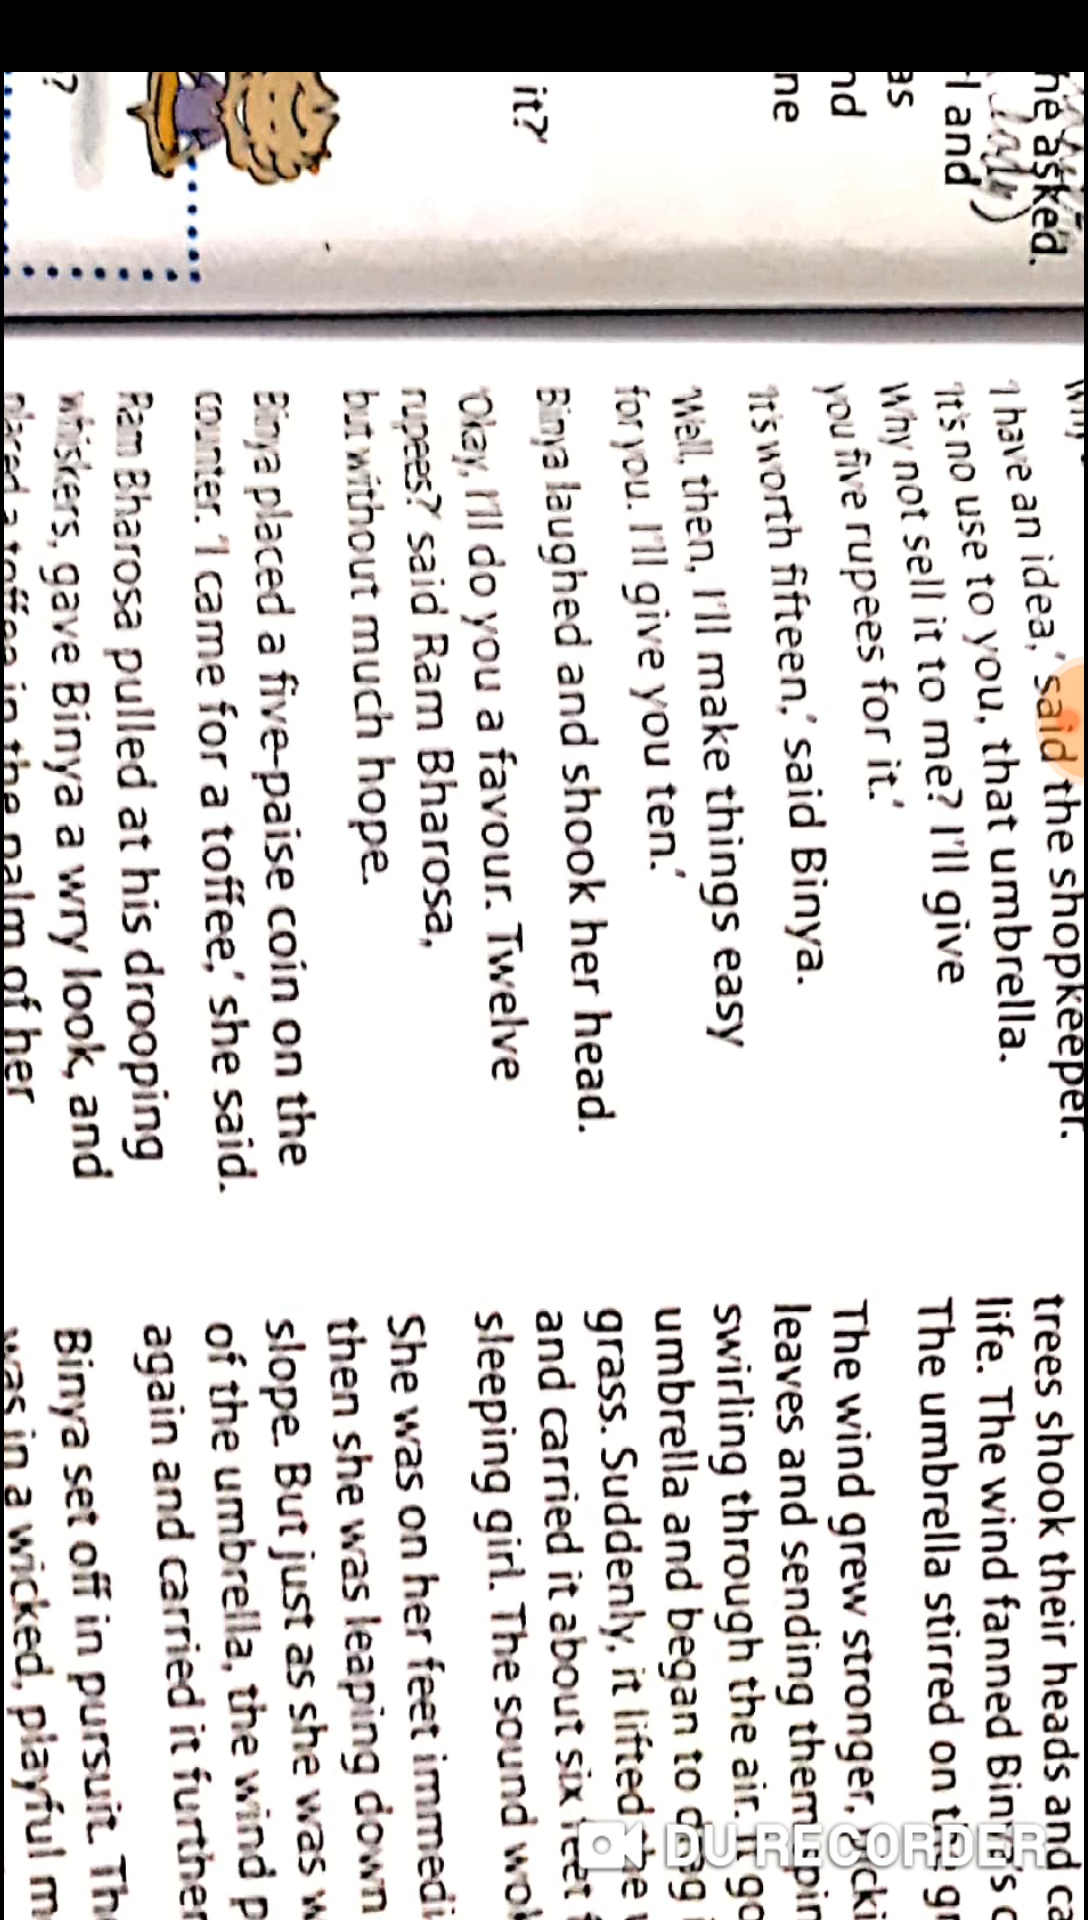 he asked.
l and
as
nd
ne
it?'
?
'I have an idea,' said the shopkeeper.
'It's no use to you, that umbrella.
Why not sell it to me? I'll give
you five rupees for it.'
'It's worth fifteen,' said Binya.
'Well, then, I'll make things easy
for you. I'll give you ten.'
Binya laughed and shook her head.
'Okay, I'll do you a favour. Twelve
rupees?' said Ram Bharosa,
but without much hope.
Binya placed a five-paise coin on the
counter. 'I came for a toffee,' she said.
Ram Bharosa pulled at his drooping
whiskers, gave Binya a wry look, and
placed a toffee in the palm of her
trees shook their heads and ca
life. The wind fanned Binya's c
The umbrella stirred on the gr
The wind grew stronger, picki
leaves and sending them spin
swirling through the air. It go
umbrella and began to drag i
grass. Suddenly, it lifted the
and carried it about six feet f
sleeping girl. The sound wok
She was on her feet immedi
then she was leaping down
slope. But just as she was w
of the umbrella, the wind p
again and carried it further
Binya set off in pursuit. The
was in a wicked, playful m
DU RECORDER